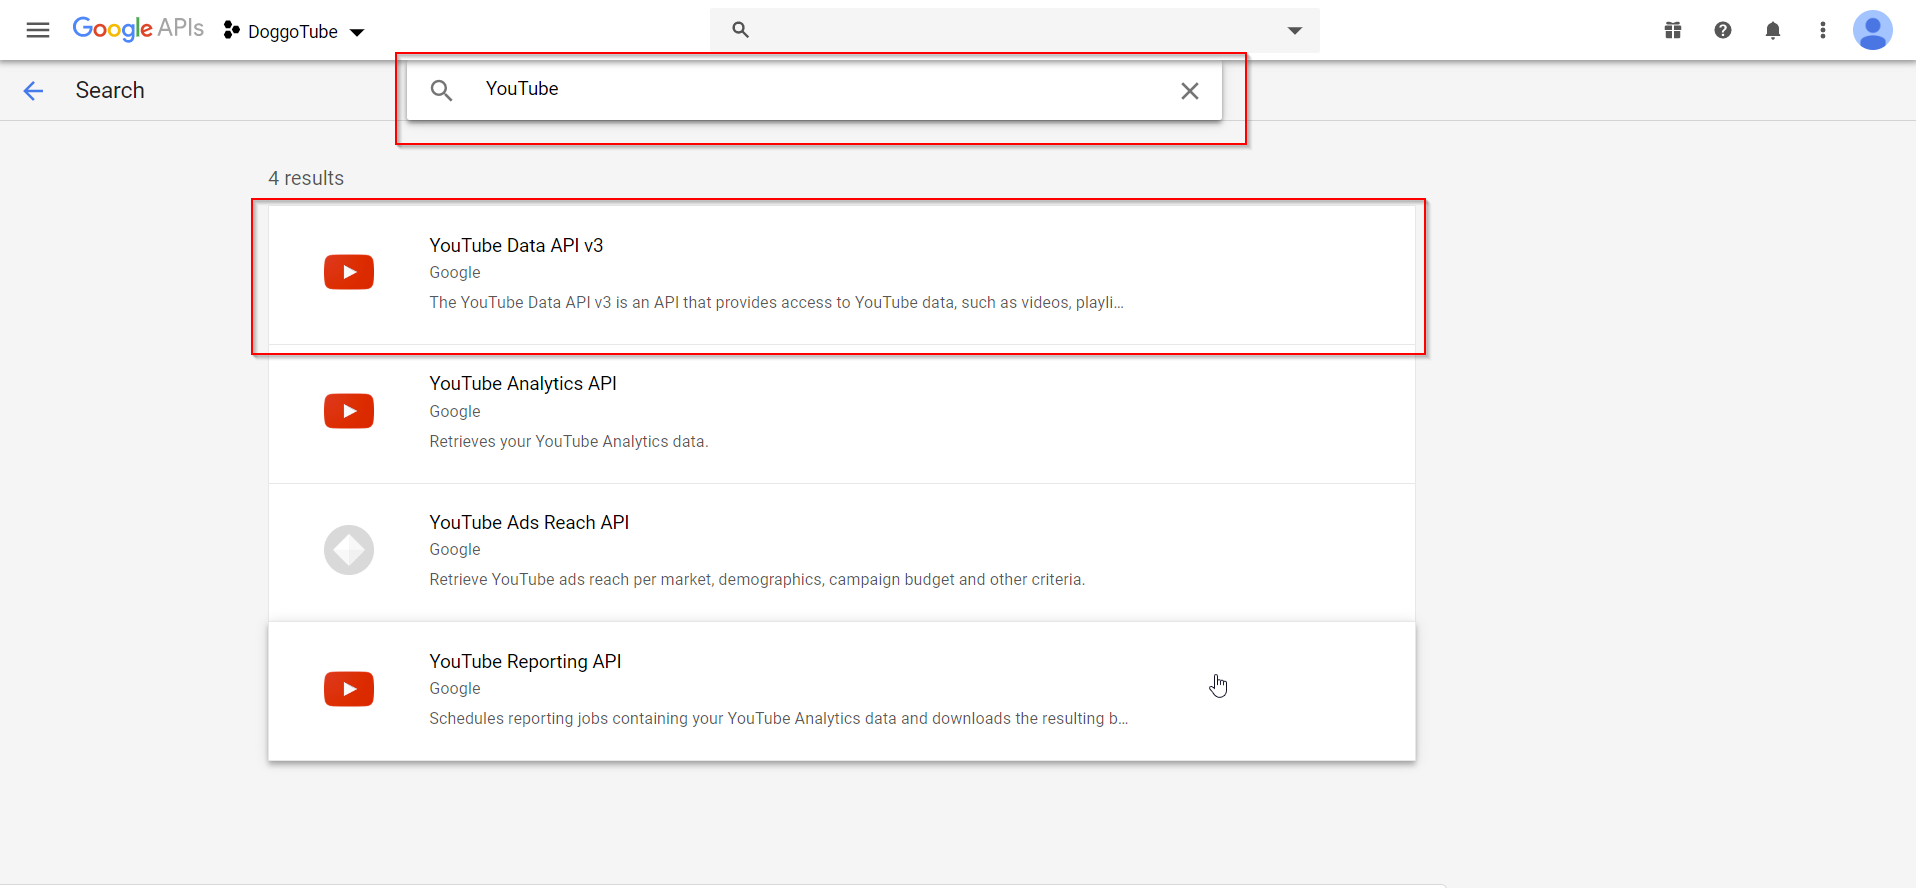 Google APIs DoggoTube
Search YouTube
4 results
YouTube Data API v3
Google
The YouTube Data API v3 is an API that provides access to YouTube data, such as videos, playli...
YouTube Analytics API
Google
Retrieves your YouTube Analytics data.
YouTube Ads Reach API
Google
Retrieve YouTube ads reach per market, demographics, campaign budget and other criteria.
YouTube Reporting API
Google
Schedules reporting jobs containing your YouTube Analytics data and downloads the resulting b...